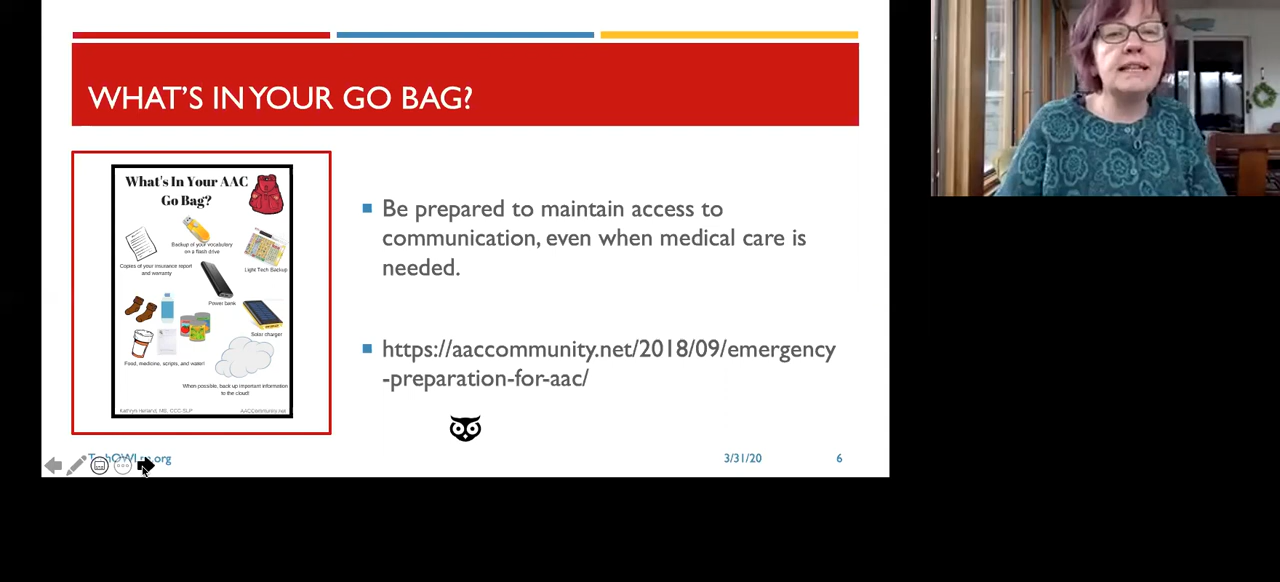 WHAT'S IN YOUR GO BAG?
What's In Your AAC
Go Bag?
Backup of your vocabulary
on a flash drive
Copies of your insurance report
and warranty
Light Tech Backup
Power bank
Solar charger
Food, medicine, scripts, and water!
When possible, back up important information
to the cloud!
AACCommunity.net
Be prepared to maintain access to
communication, even when medical care is
needed.
https://aaccommunity.net/2018/09/emergency
-preparation-for-aac/
3/31/20
6